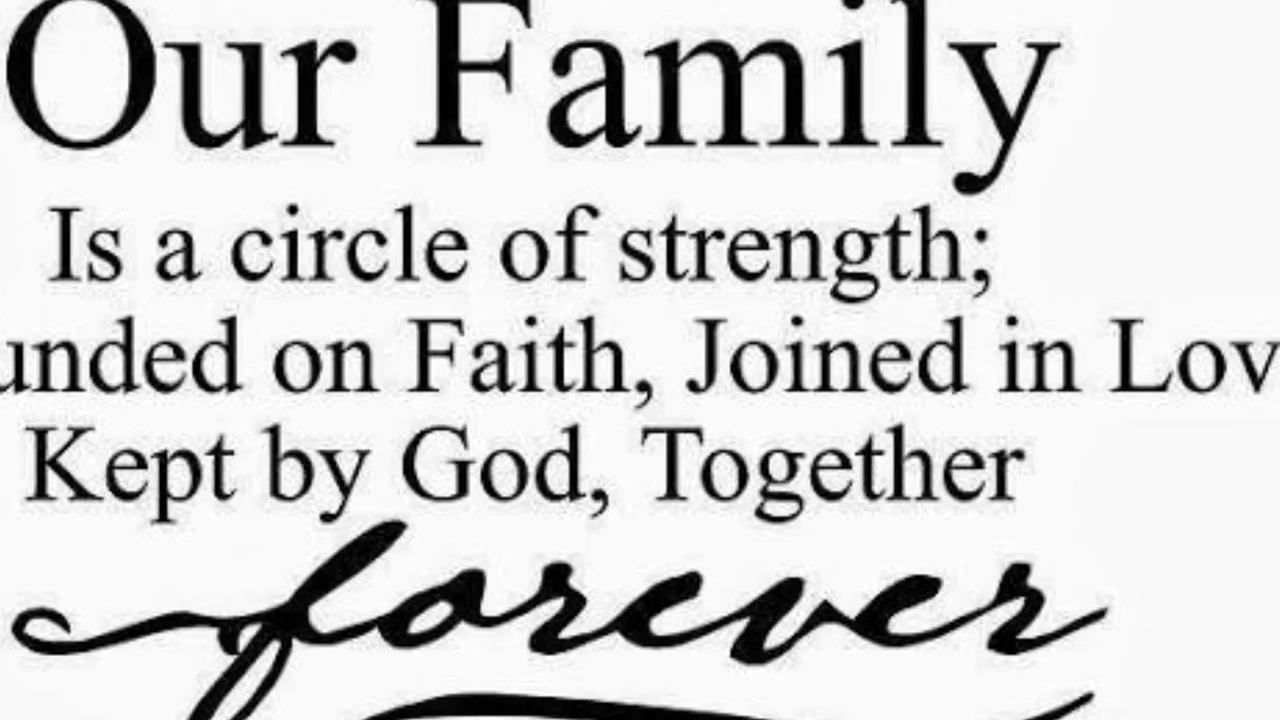 Our Family
Is a circle of strength;
unded on Faith, Joined in Lov
Kept by God, Together
forever